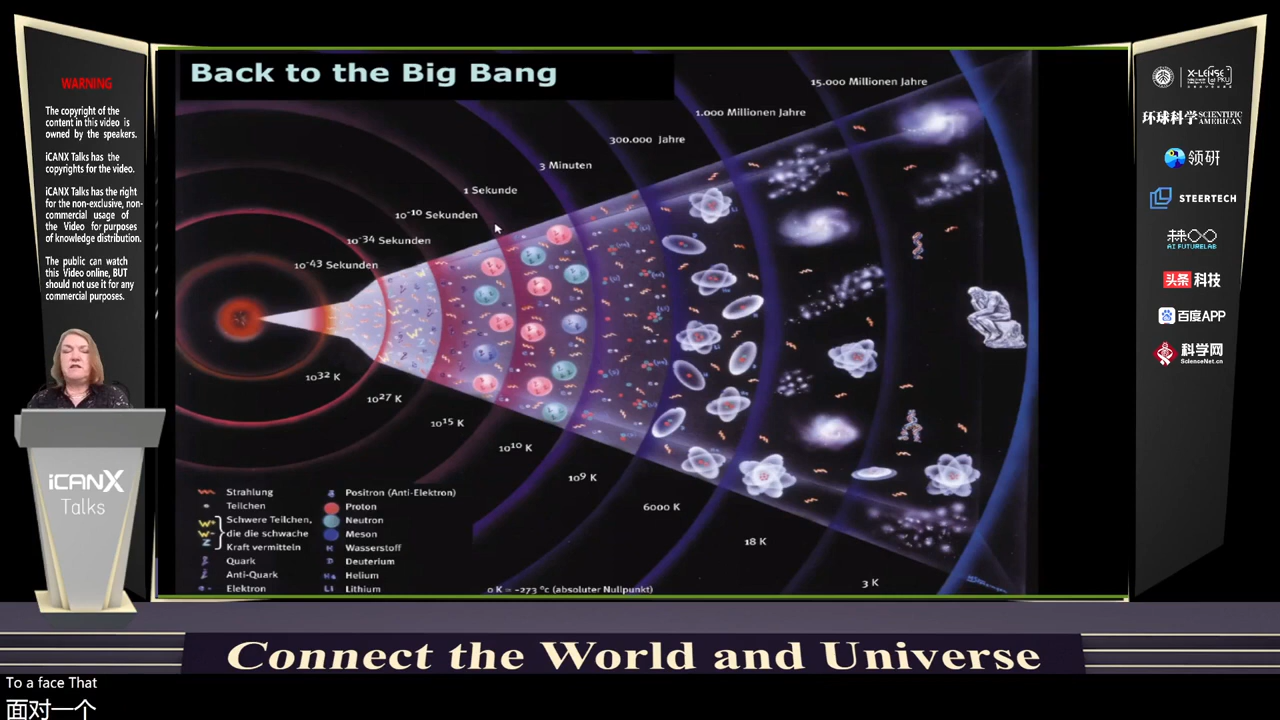 WARNING
The copyright of the
content in this video is
owned by the speakers.
iCANX Talks has the
copyrights for the video.
iCANX Talks has the right
for the non-exclusive, non-
commercial usage of
the Video for purposes
of knowledge distribution.
The public can watch
this Video online, BUT
should not use it for any
commercial purposes.
iCANX
Talks
Back to the Big Bang
15.000 Millionen Jahre
1.000 Millionen Jahre
300.000 Jahre
3 Minuten
1 Sekunde
10⁻¹⁰ Sekunden
10⁻³⁴ Sekunden
10⁻⁴³ Sekunden
10³² K
10²⁷ K
10¹⁵ K
10¹⁰ K
10⁹ K
6000 K
18 K
3 K
Strahlung
Teilchen
W⁺
W⁻
Z
Schwere Teilchen,
die die schwache
Kraft vermitteln
Quark
Anti-Quark
Elektron
Positron (Anti-Elektron)
Proton
Neutron
Meson
H Wasserstoff
D Deuterium
He Helium
Li Lithium
0 K = -273 °c (absoluter Nullpunkt)
X-LENSE
环球科学 SCIENTIFIC
AMERICAN
领研
STEERTECH
AI FUTURELAB
头条 科技
百度APP
科学网
ScienceNet.cn
Connect the World and Universe
To a face That
面对一个